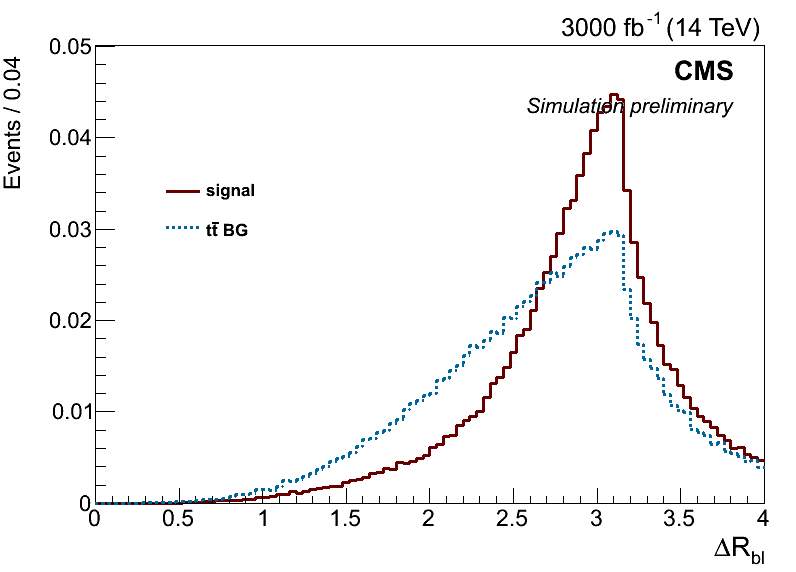 3000 fb⁻¹ (14 TeV)
CMS
Simulation preliminary
Events / 0.04
0.05
0.04
0.03
0.02
0.01
0
signal
tt̄ BG
0 0.5 1 1.5 2 2.5 3 3.5 4
ΔR_bl